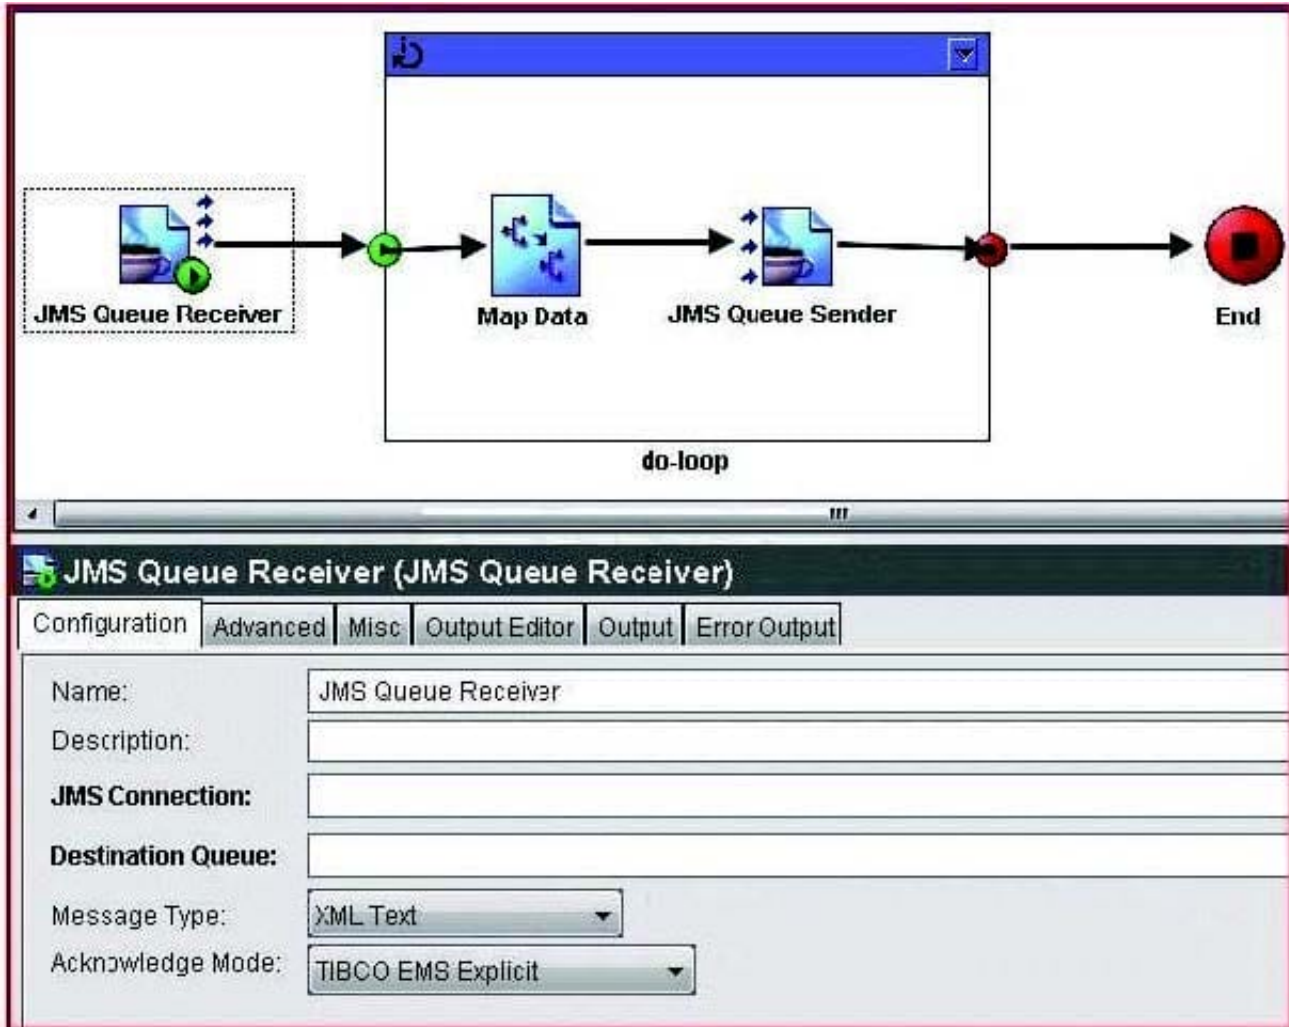 JMS Queue Receiver
Map Data
JMS Queue Sender
End
do-loop
JMS Queue Receiver (JMS Queue Receiver)
Configuration Advanced Misc Output Editor Output Error Output
Name: JMS Queue Receiver
Description:
JMS Connection:
Destination Queue:
Message Type: XML Text
Acknowledge Mode: TIBCO EMS Explicit